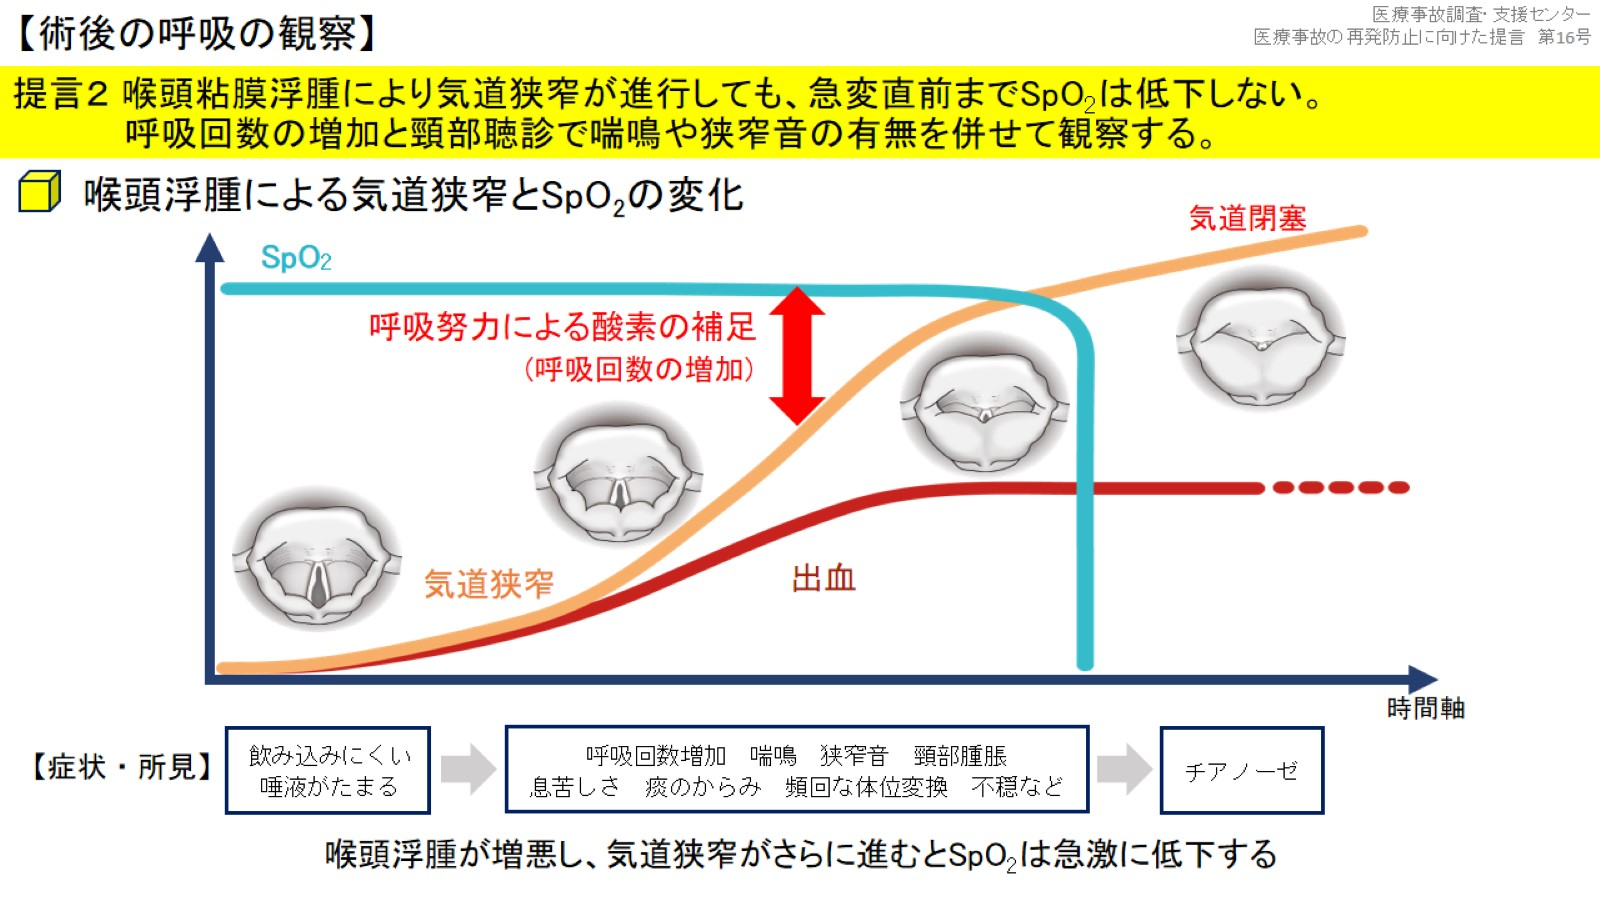 【術後の呼吸の観察】
医療事故調査・支援センター
医療事故の再発防止に向けた提言　第16号
提言２ 喉頭粘膜浮腫により気道狭窄が進行しても、急変直前までSpO₂は低下しない。
呼吸回数の増加と頸部聴診で喘鳴や狭窄音の有無を併せて観察する。
喉頭浮腫による気道狭窄とSpO₂の変化
気道閉塞
SpO₂
呼吸努力による酸素の補足
（呼吸回数の増加）
気道狭窄
出血
時間軸
【症状・所見】
飲み込みにくい
唾液がたまる
呼吸回数増加　喘鳴　狭窄音　頸部腫脹
息苦しさ　痰のからみ　頻回な体位変換　不穏など
チアノーゼ
喉頭浮腫が増悪し、気道狭窄がさらに進むとSpO₂は急激に低下する